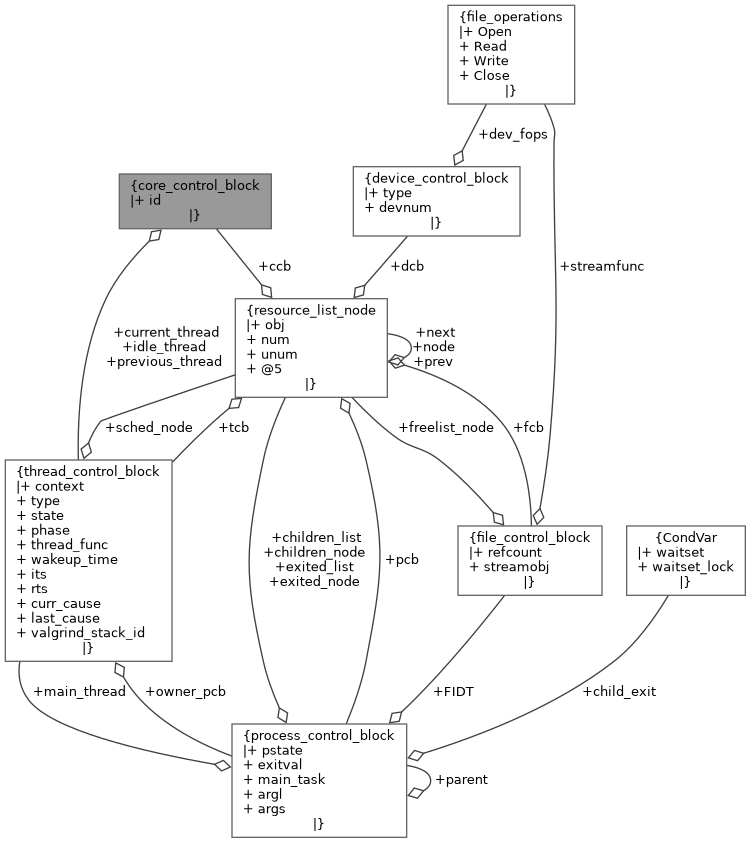 {file_operations
|+ Open
+ Read
+ Write
+ Close
|}
+dev_fops
{core_control_block
|+ id
|}
{device_control_block
|+ type
+ devnum
|}
+ccb
+dcb
+streamfunc
{resource_list_node
|+ obj
+ num
+ unum
+ @5
|}
+next
+node
+prev
+current_thread
+idle_thread
+previous_thread
+sched_node
+tcb
+freelist_node
+fcb
{thread_control_block
|+ context
+ type
+ state
+ phase
+ thread_func
+ wakeup_time
+ its
+ rts
+ curr_cause
+ last_cause
+ valgrind_stack_id
|}
+children_list
+children_node
+exited_list
+exited_node
+pcb
{file_control_block
|+ refcount
+ streamobj
|}
{CondVar
|+ waitset
+ waitset_lock
|}
+main_thread
+owner_pcb
+FIDT
+child_exit
{process_control_block
|+ pstate
+ exitval
+ main_task
+ argl
+ args
|}
+parent